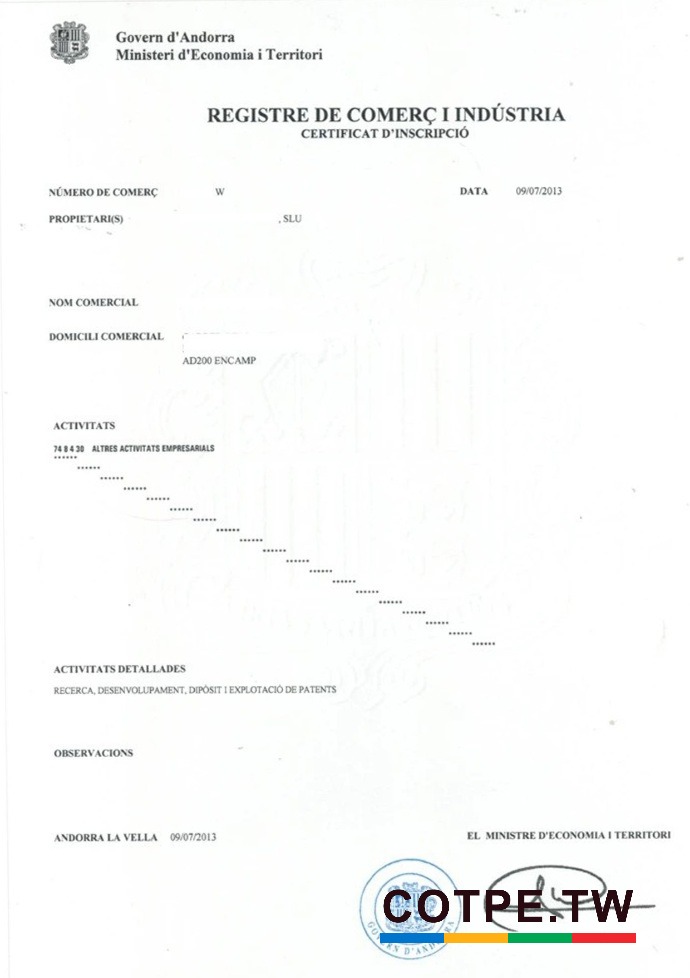 Govern d'Andorra
Ministeri d'Economia i Territori
REGISTRE DE COMERÇ I INDÚSTRIA
CERTIFICAT D'INSCRIPCIÓ
NÚMERO DE COMERÇ W DATA 09/07/2013
PROPIETARI(S) , SLU
NOM COMERCIAL
DOMICILI COMERCIAL
AD200 ENCAMP
ACTIVITATS
74 8 4 30 ALTRES ACTIVITATS EMPRESARIALS
ACTIVITATS DETALLADES
RECERCA, DESENVOLUPAMENT, DIPÒSIT I EXPLOTACIÓ DE PATENTS
OBSERVACIONS
ANDORRA LA VELLA 09/07/2013
EL MINISTRE D'ECONOMIA I TERRITORI
COTPE.TW
GOVERN D'ANDORRA